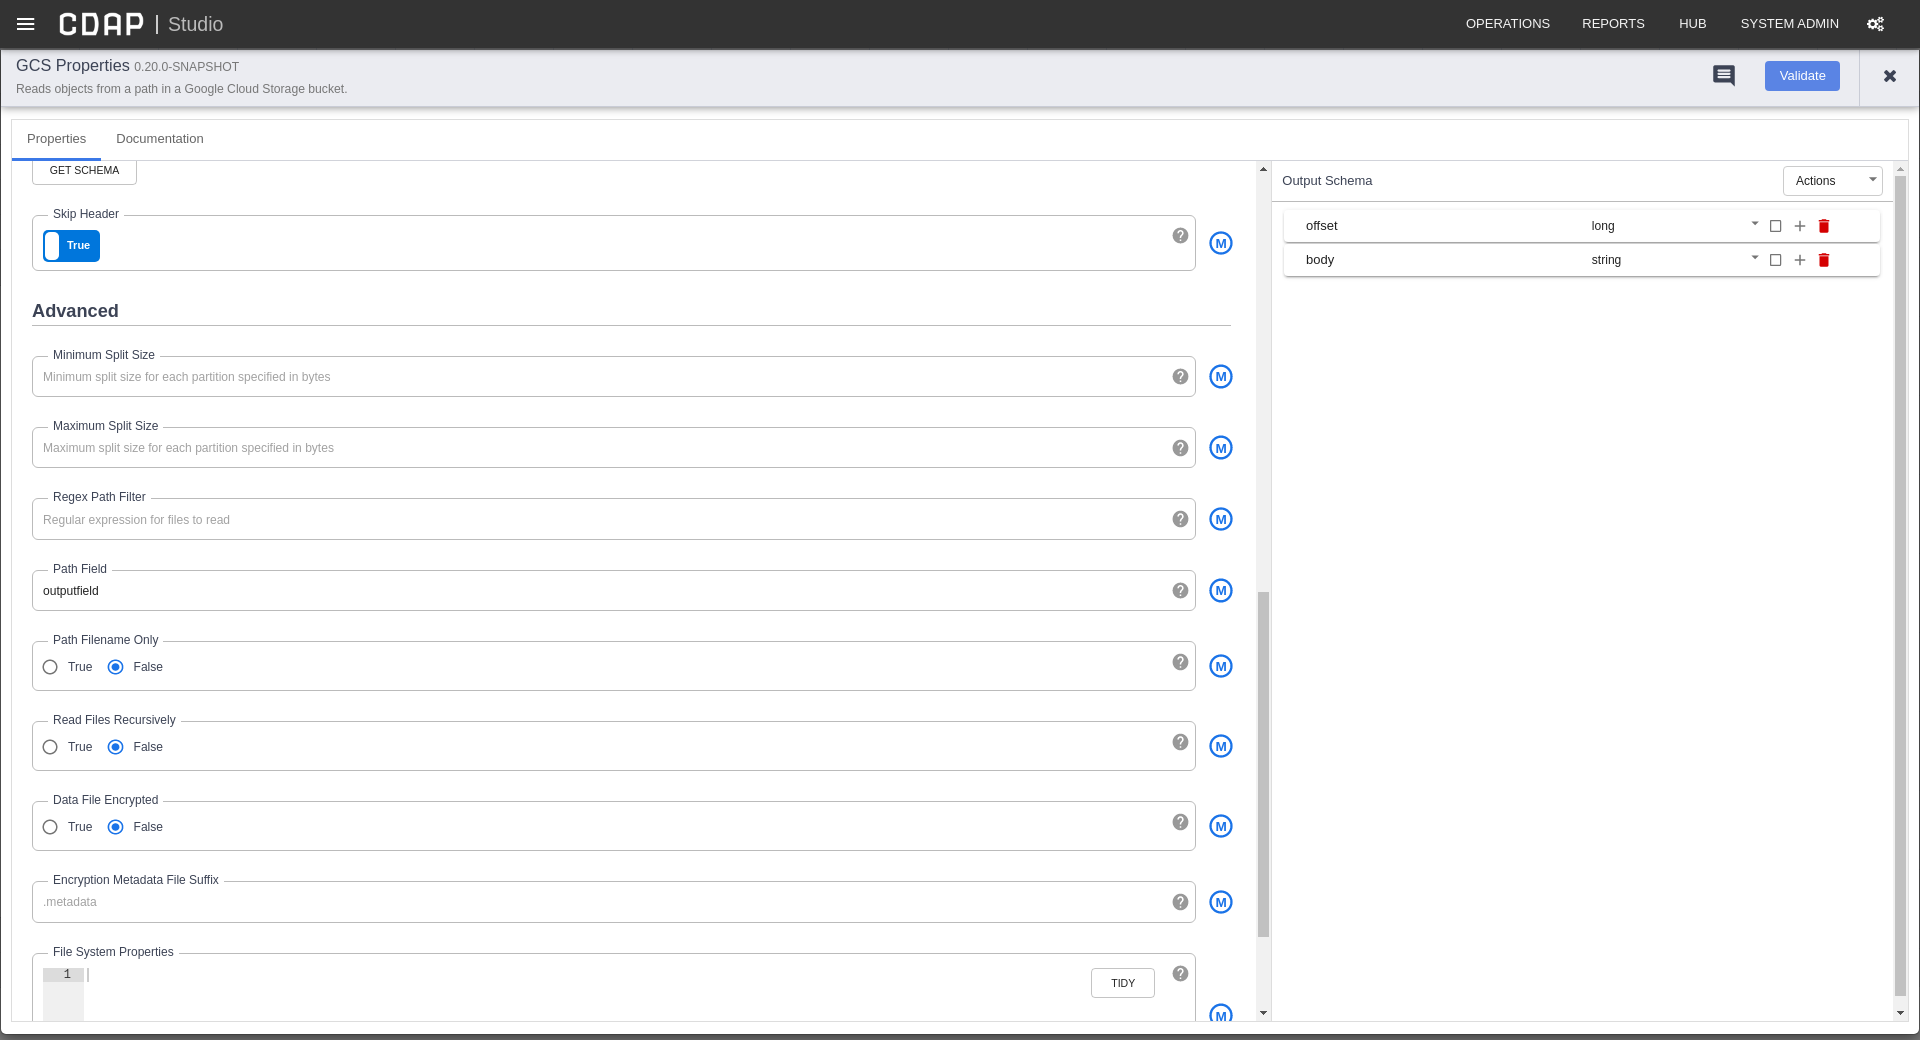 CDAP | Studio
OPERATIONS REPORTS HUB SYSTEM ADMIN
GCS Properties 0.20.0-SNAPSHOT
Reads objects from a path in a Google Cloud Storage bucket.
Validate
Properties Documentation
GET SCHEMA
Skip Header
True
M
Advanced
Minimum Split Size
Minimum split size for each partition specified in bytes
M
Maximum Split Size
Maximum split size for each partition specified in bytes
M
Regex Path Filter
Regular expression for files to read
M
Path Field
outputfield
M
Path Filename Only
True False
M
Read Files Recursively
True False
M
Data File Encrypted
True False
M
Encryption Metadata File Suffix
.metadata
M
File System Properties
1
TIDY
M
Output Schema
Actions
offset long
body string